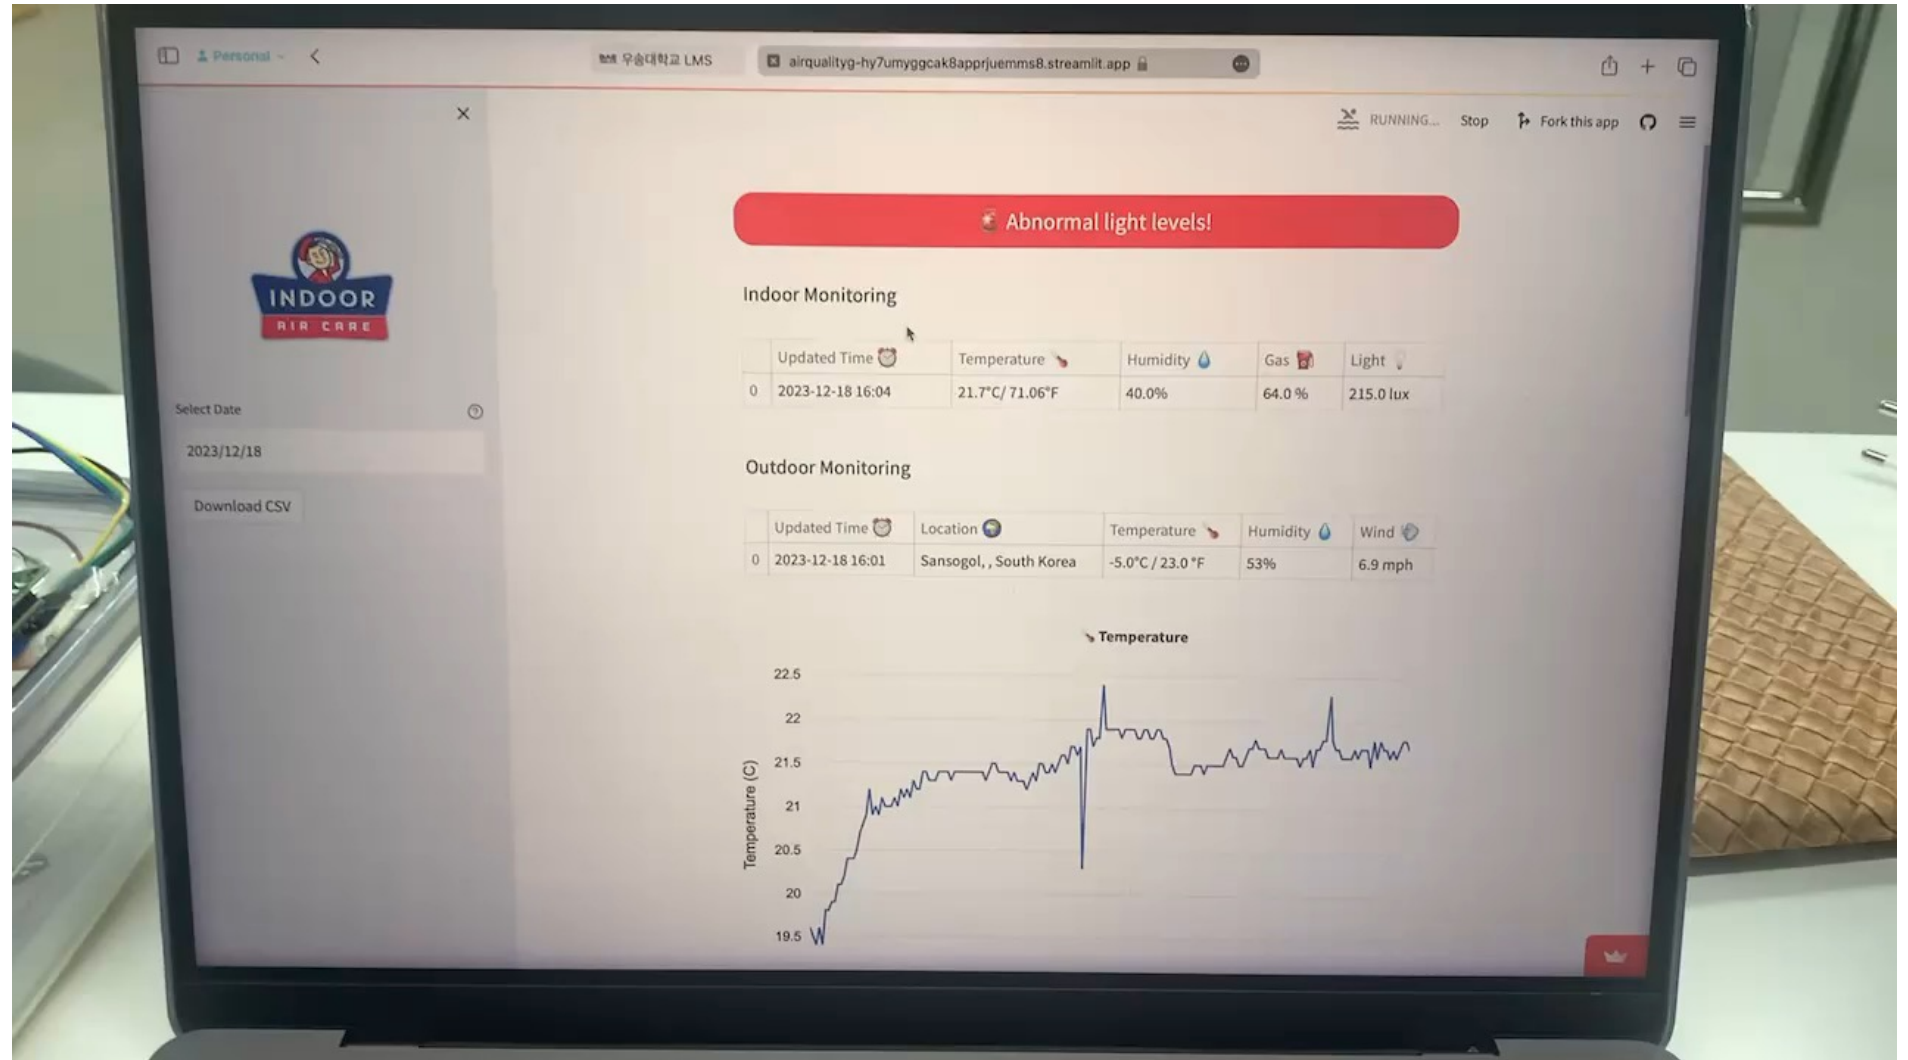 Personal
우송대학교 LMS
airqualityg-hy7umyggcak8apprjuemms8.streamlit.app
RUNNING...
Stop
Fork this app
Abnormal light levels!
INDOOR
AIR CARE
Select Date
2023/12/18
Download CSV
Indoor Monitoring
Updated Time Temperature Humidity Gas Light
0 2023-12-18 16:04 21.7°C/ 71.06°F 40.0% 64.0 % 215.0 lux
Outdoor Monitoring
Updated Time Location Temperature Humidity Wind
0 2023-12-18 16:01 Sansogol, , South Korea -5.0°C / 23.0 °F 53% 6.9 mph
Temperature
Temperature (C)
22.5
22
21.5
21
20.5
20
19.5